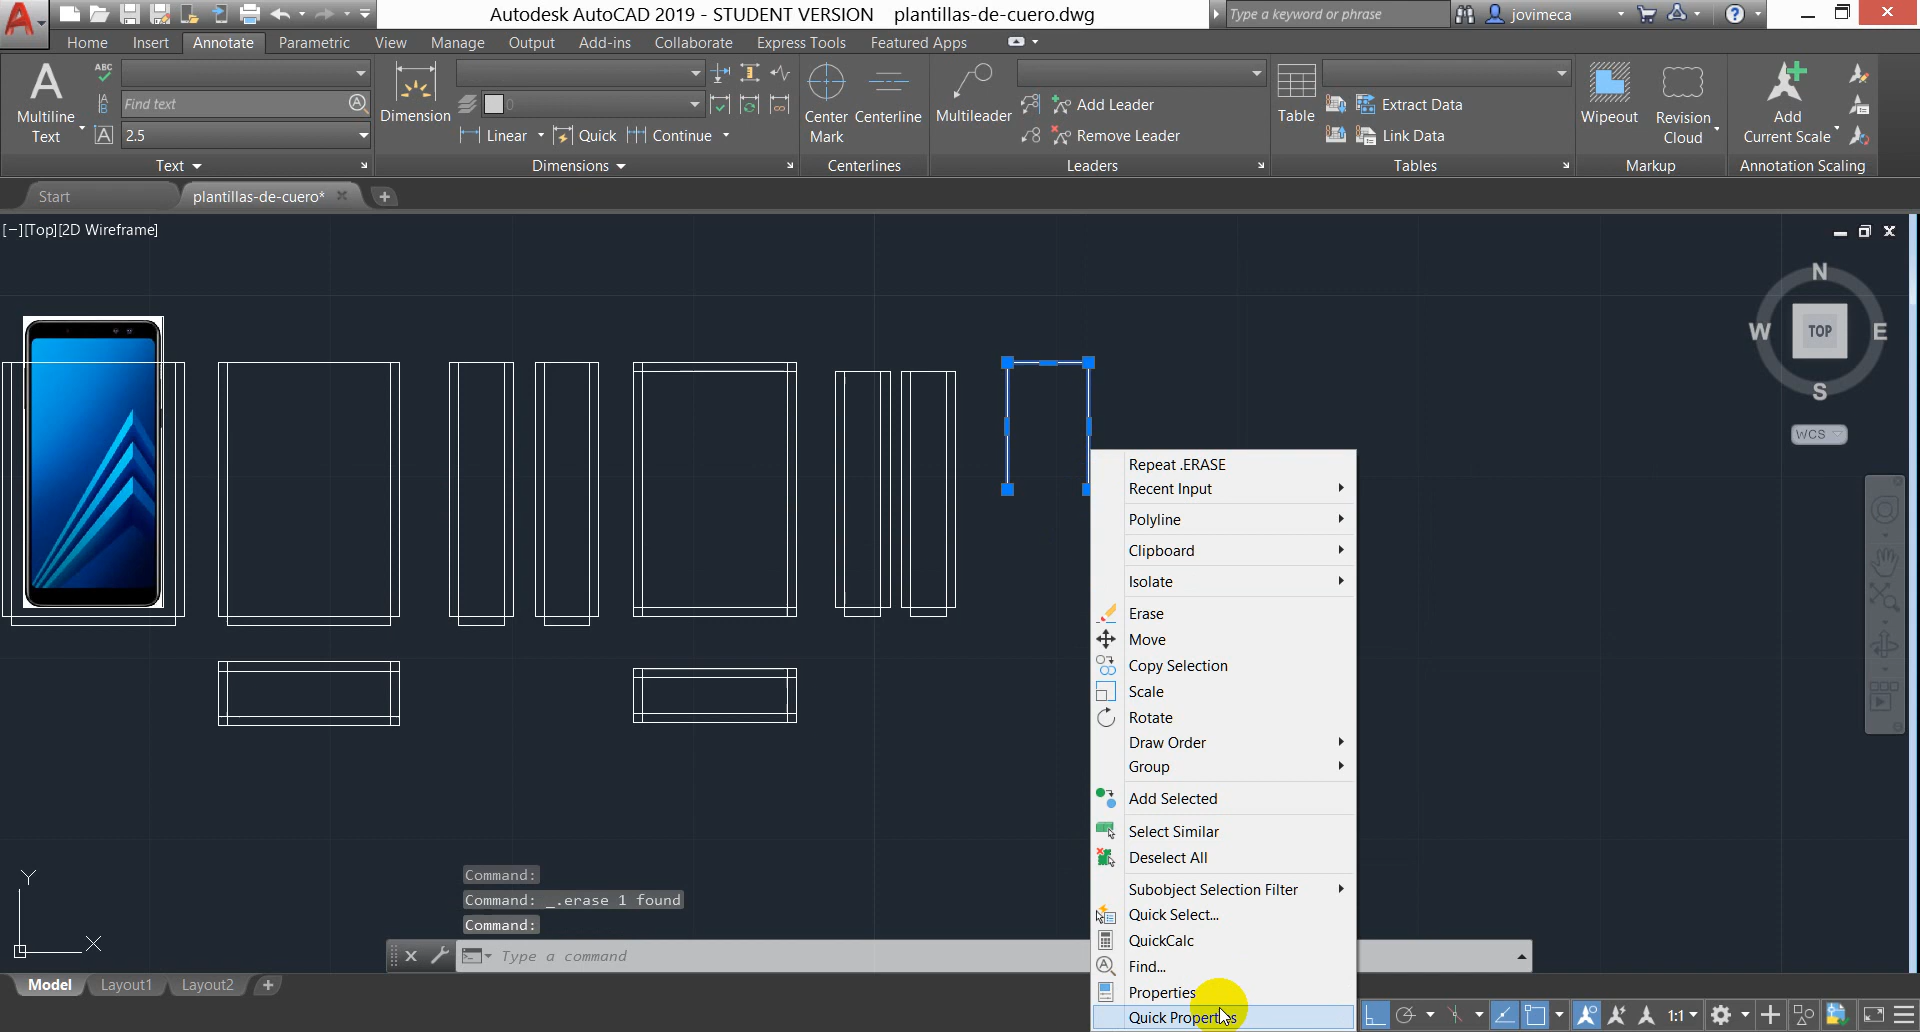 Autodesk AutoCAD 2019 - STUDENT VERSION plantillas-de-cuero.dwg
Type a keyword or phrase
jovimeca
Home Insert Annotate Parametric View Manage Output Add-ins Collaborate Express Tools Featured Apps
Multiline Text
ABC
Find text
2.5
Text
Dimension
0
Linear Quick Continue
Dimensions
Center Mark
Centerline
Centerlines
Multileader
Add Leader
Remove Leader
Leaders
Table
Extract Data
Link Data
Tables
Wipeout
Revision Cloud
Markup
Add Current Scale
Annotation Scaling
Start
plantillas-de-cuero*
[−][Top][2D Wireframe]
N
W TOP E
S
WCS
Repeat .ERASE
Recent Input
Polyline
Clipboard
Isolate
Erase
Move
Copy Selection
Scale
Rotate
Draw Order
Group
Add Selected
Select Similar
Deselect All
Subobject Selection Filter
Quick Select...
QuickCalc
Find...
Properties
Quick Properties
Y
X
Command:
Command: _.erase 1 found
Command:
Type a command
Model Layout1 Layout2
1:1